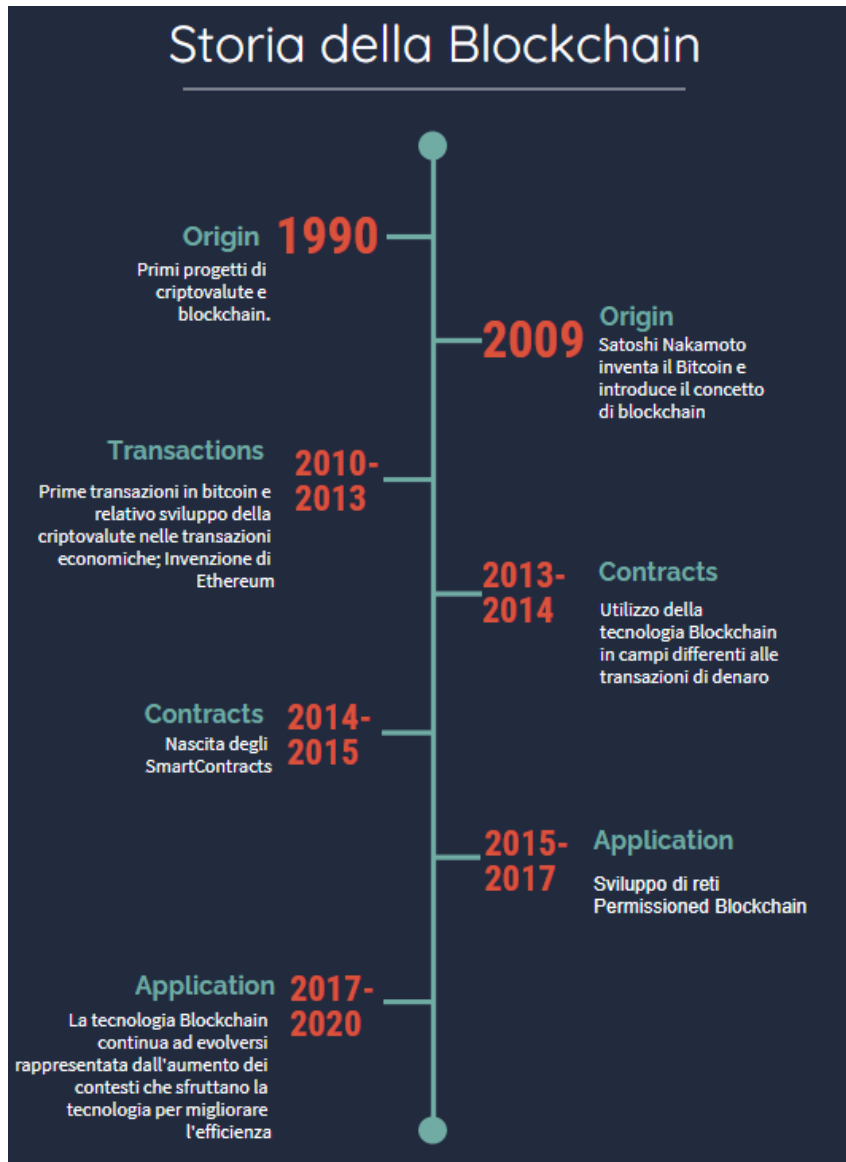 Storia della Blockchain
Origin
1990
Primi progetti di
criptovalute e
blockchain.
2009
Origin
Satoshi Nakamoto
inventa il Bitcoin e
introduce il concetto
di blockchain
Transactions
2010-
2013
Prime transazioni in bitcoin e
relativo sviluppo della
criptovalute nelle transazioni
economiche; Invenzione di
Ethereum
2013-
2014
Contracts
Utilizzo della
tecnologia Blockchain
in campi differenti alle
transazioni di denaro
Contracts
2014-
2015
Nascita degli
SmartContracts
2015-
2017
Application
Sviluppo di reti
Permissioned Blockchain
Application
2017-
2020
La tecnologia Blockchain
continua ad evolversi
rappresentata dall'aumento dei
contesti che sfruttano la
tecnologia per migliorare
l'efficienza